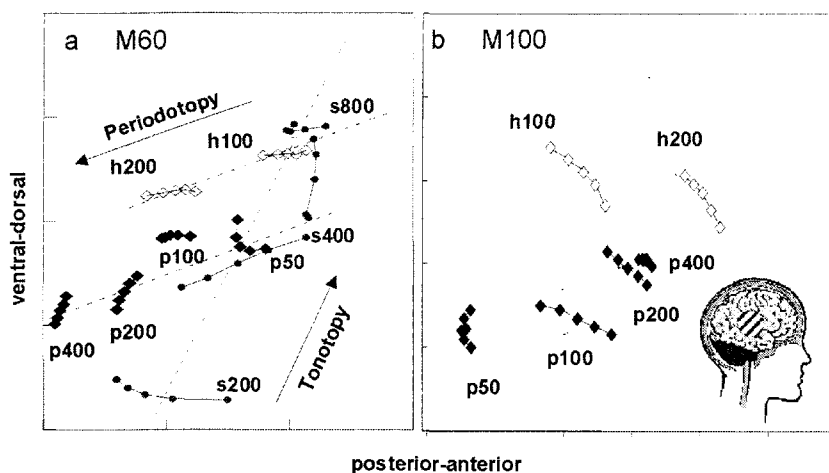 a M60
Periodotopy
s800
h100
h200
s400
p100
p50
p200
p400
s200
Tonotopy
ventral-dorsal
b M100
h100
h200
p400
p200
p100
p50
posterior-anterior